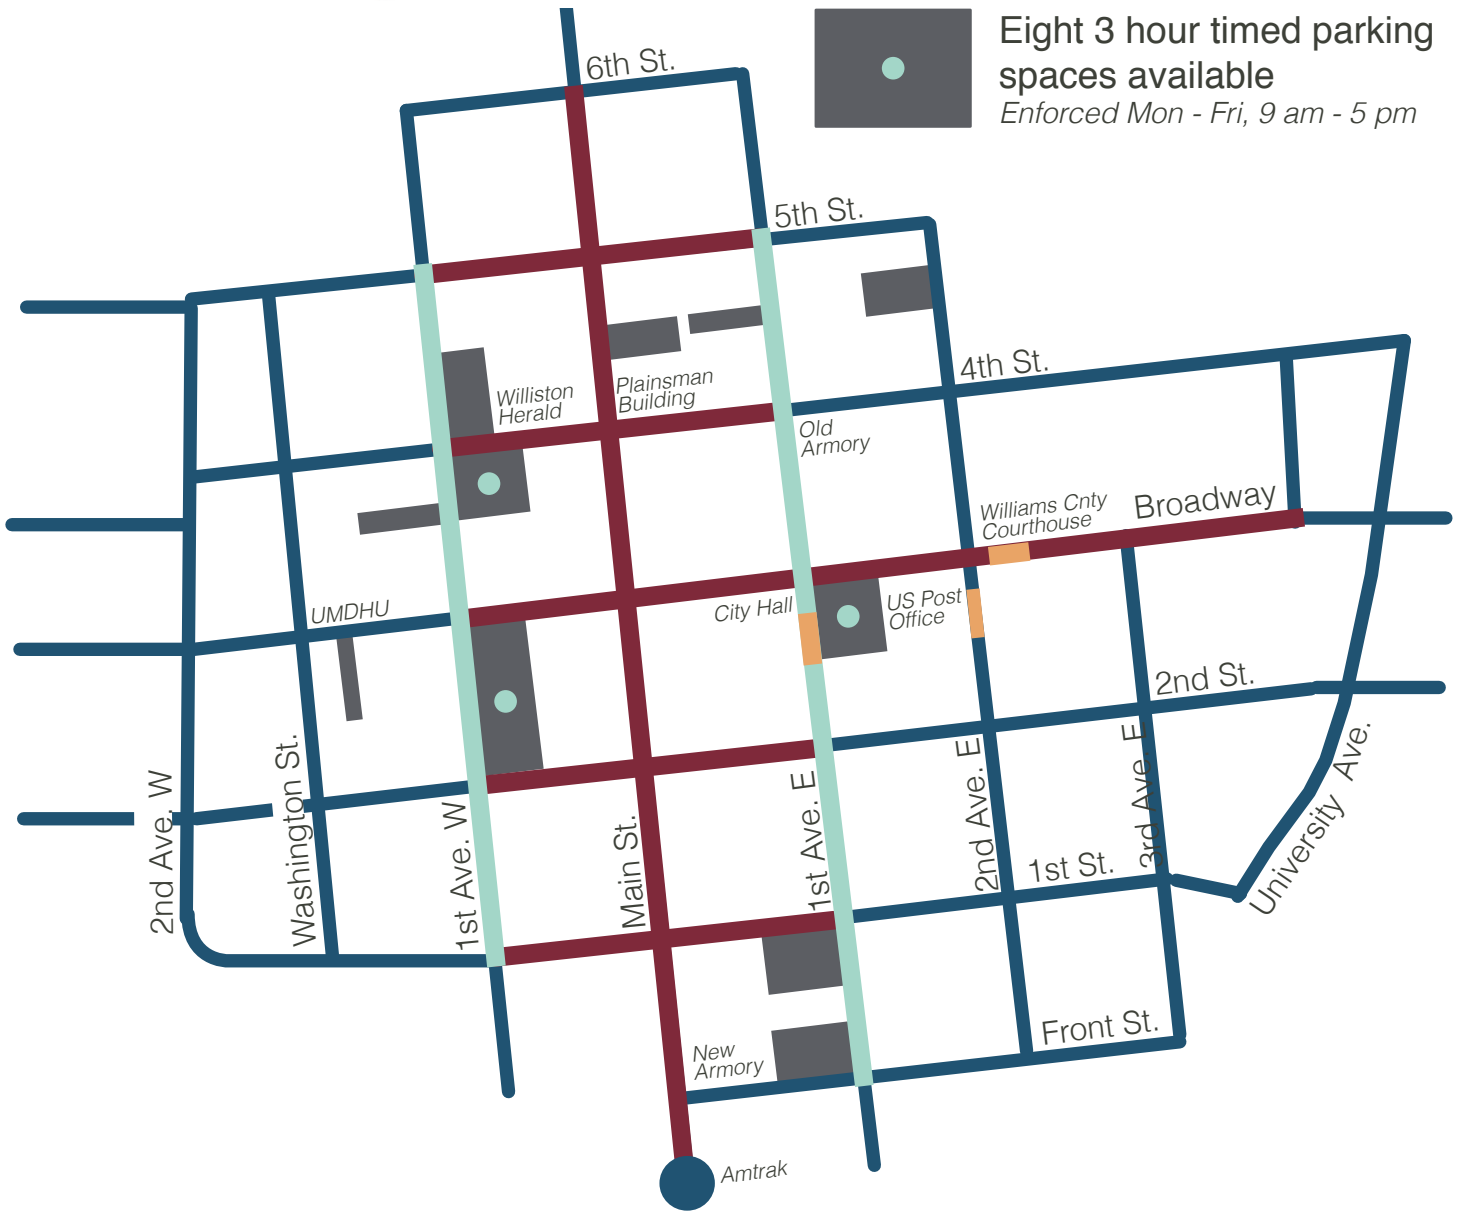 6th St.
Eight 3 hour timed parking
spaces available
Enforced Mon - Fri, 9 am - 5 pm
5th St.
4th St.
Williston
Herald
Plainsman
Building
Old
Armory
Williams Cnty
Courthouse
Broadway
UMDHU
City Hall
US Post
Office
2nd St.
2nd Ave. W
Washington St.
1st Ave. W
Main St.
1st Ave. E
2nd Ave. E
3rd Ave. E
University Ave.
1st St.
New
Armory
Front St.
Amtrak